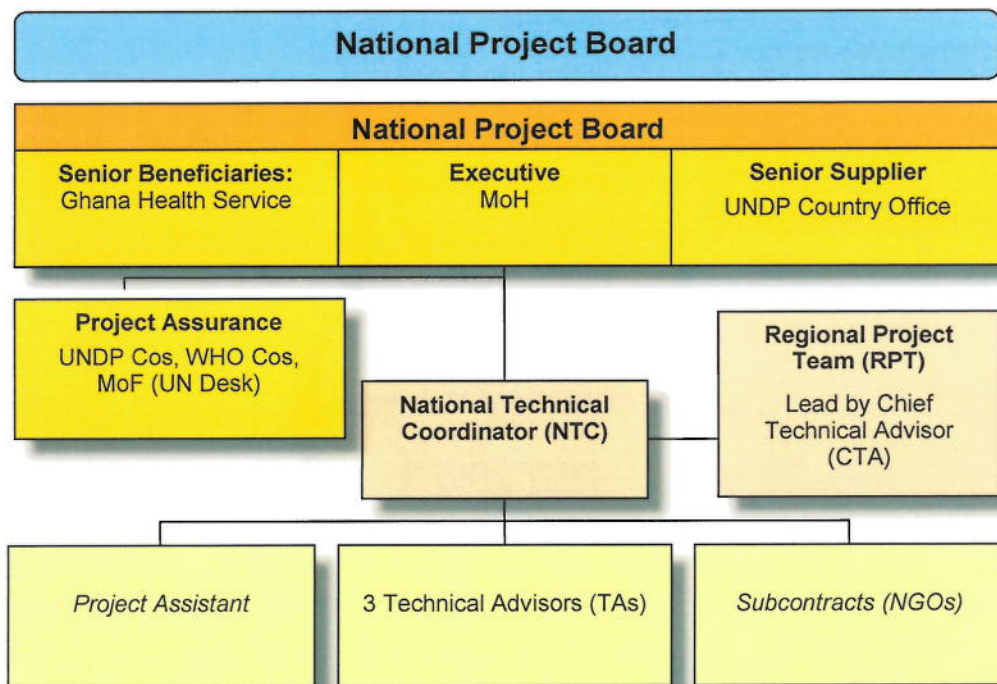 National Project Board
National Project Board
Senior Beneficiaries:
Ghana Health Service
Executive
MoH
Senior Supplier
UNDP Country Office
Project Assurance
UNDP Cos, WHO Cos,
MoF (UN Desk)
National Technical
Coordinator (NTC)
Regional Project
Team (RPT)
Lead by Chief
Technical Advisor
(CTA)
Project Assistant
3 Technical Advisors (TAs)
Subcontracts (NGOs)